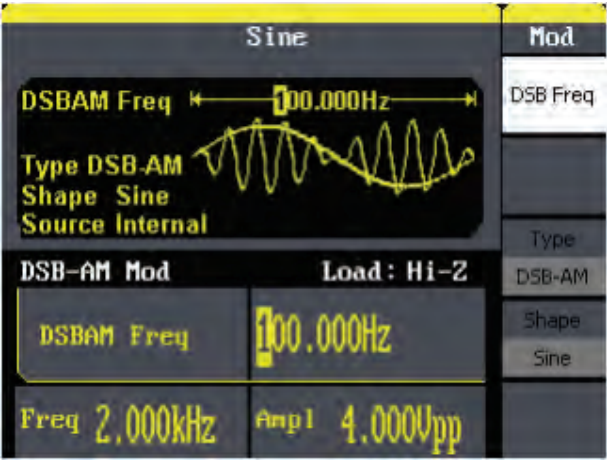 Sine
Mod
DSBAM Freq 100.000Hz
DSB Freq
Type DSB-AM
Shape Sine
Source Internal
Type
DSB-AM Mod Load: Hi-Z
DSB-AM
DSBAM Freq 100.000Hz
Shape
Sine
Freq 2.000kHz Ampl 4.000Vpp